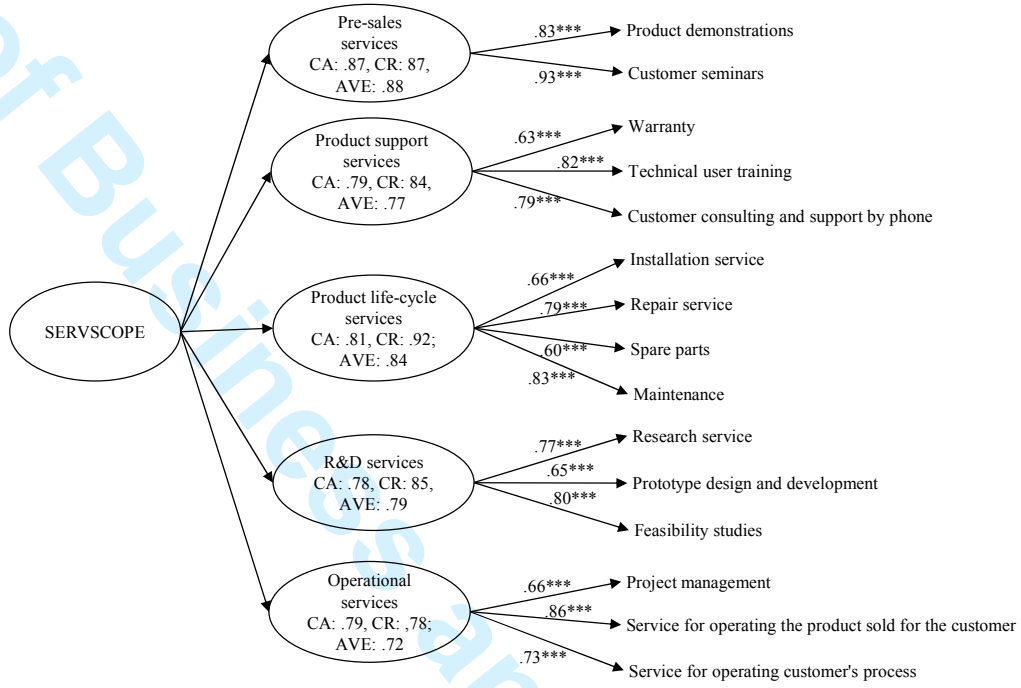 Pre-sales
services
CA: .87, CR: 87,
AVE: .88
.83***
Product demonstrations
.93***
Customer seminars
Product support
services
CA: .79, CR: 84,
AVE: .77
.63***
Warranty
.82***
Technical user training
.79***
Customer consulting and support by phone
SERVSCOPE
Product life-cycle
services
CA: .81, CR: .92;
AVE: .84
.66***
Installation service
.79***
Repair service
.60***
Spare parts
.83***
Maintenance
R&D services
CA: .78, CR: 85,
AVE: .79
.77***
Research service
.65***
Prototype design and development
.80***
Feasibility studies
Operational
services
CA: .79, CR: ,78;
AVE: .72
.66***
Project management
.86***
Service for operating the product sold for the customer
.73***
Service for operating customer's process
of Business an